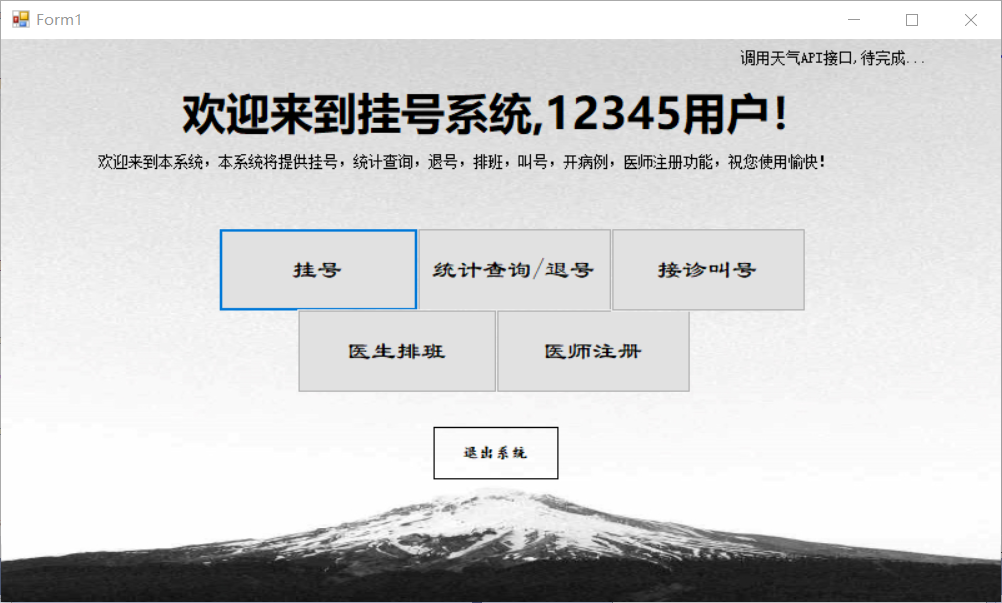 Form1
调用天气API接口,待完成...
欢迎来到挂号系统,12345用户！
欢迎来到本系统，本系统将提供挂号，统计查询，退号，排班，叫号，开病例，医师注册功能，祝您使用愉快！
挂号
统计查询/退号
接诊叫号
医生排班
医师注册
退出系统